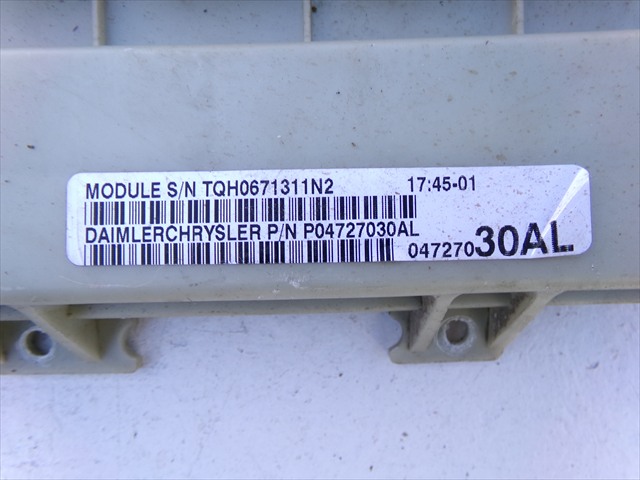 MODULE S/N TQH0671311N2 17:45-01
DAIMLERCHRYSLER P/N P04727030AL
04727030AL